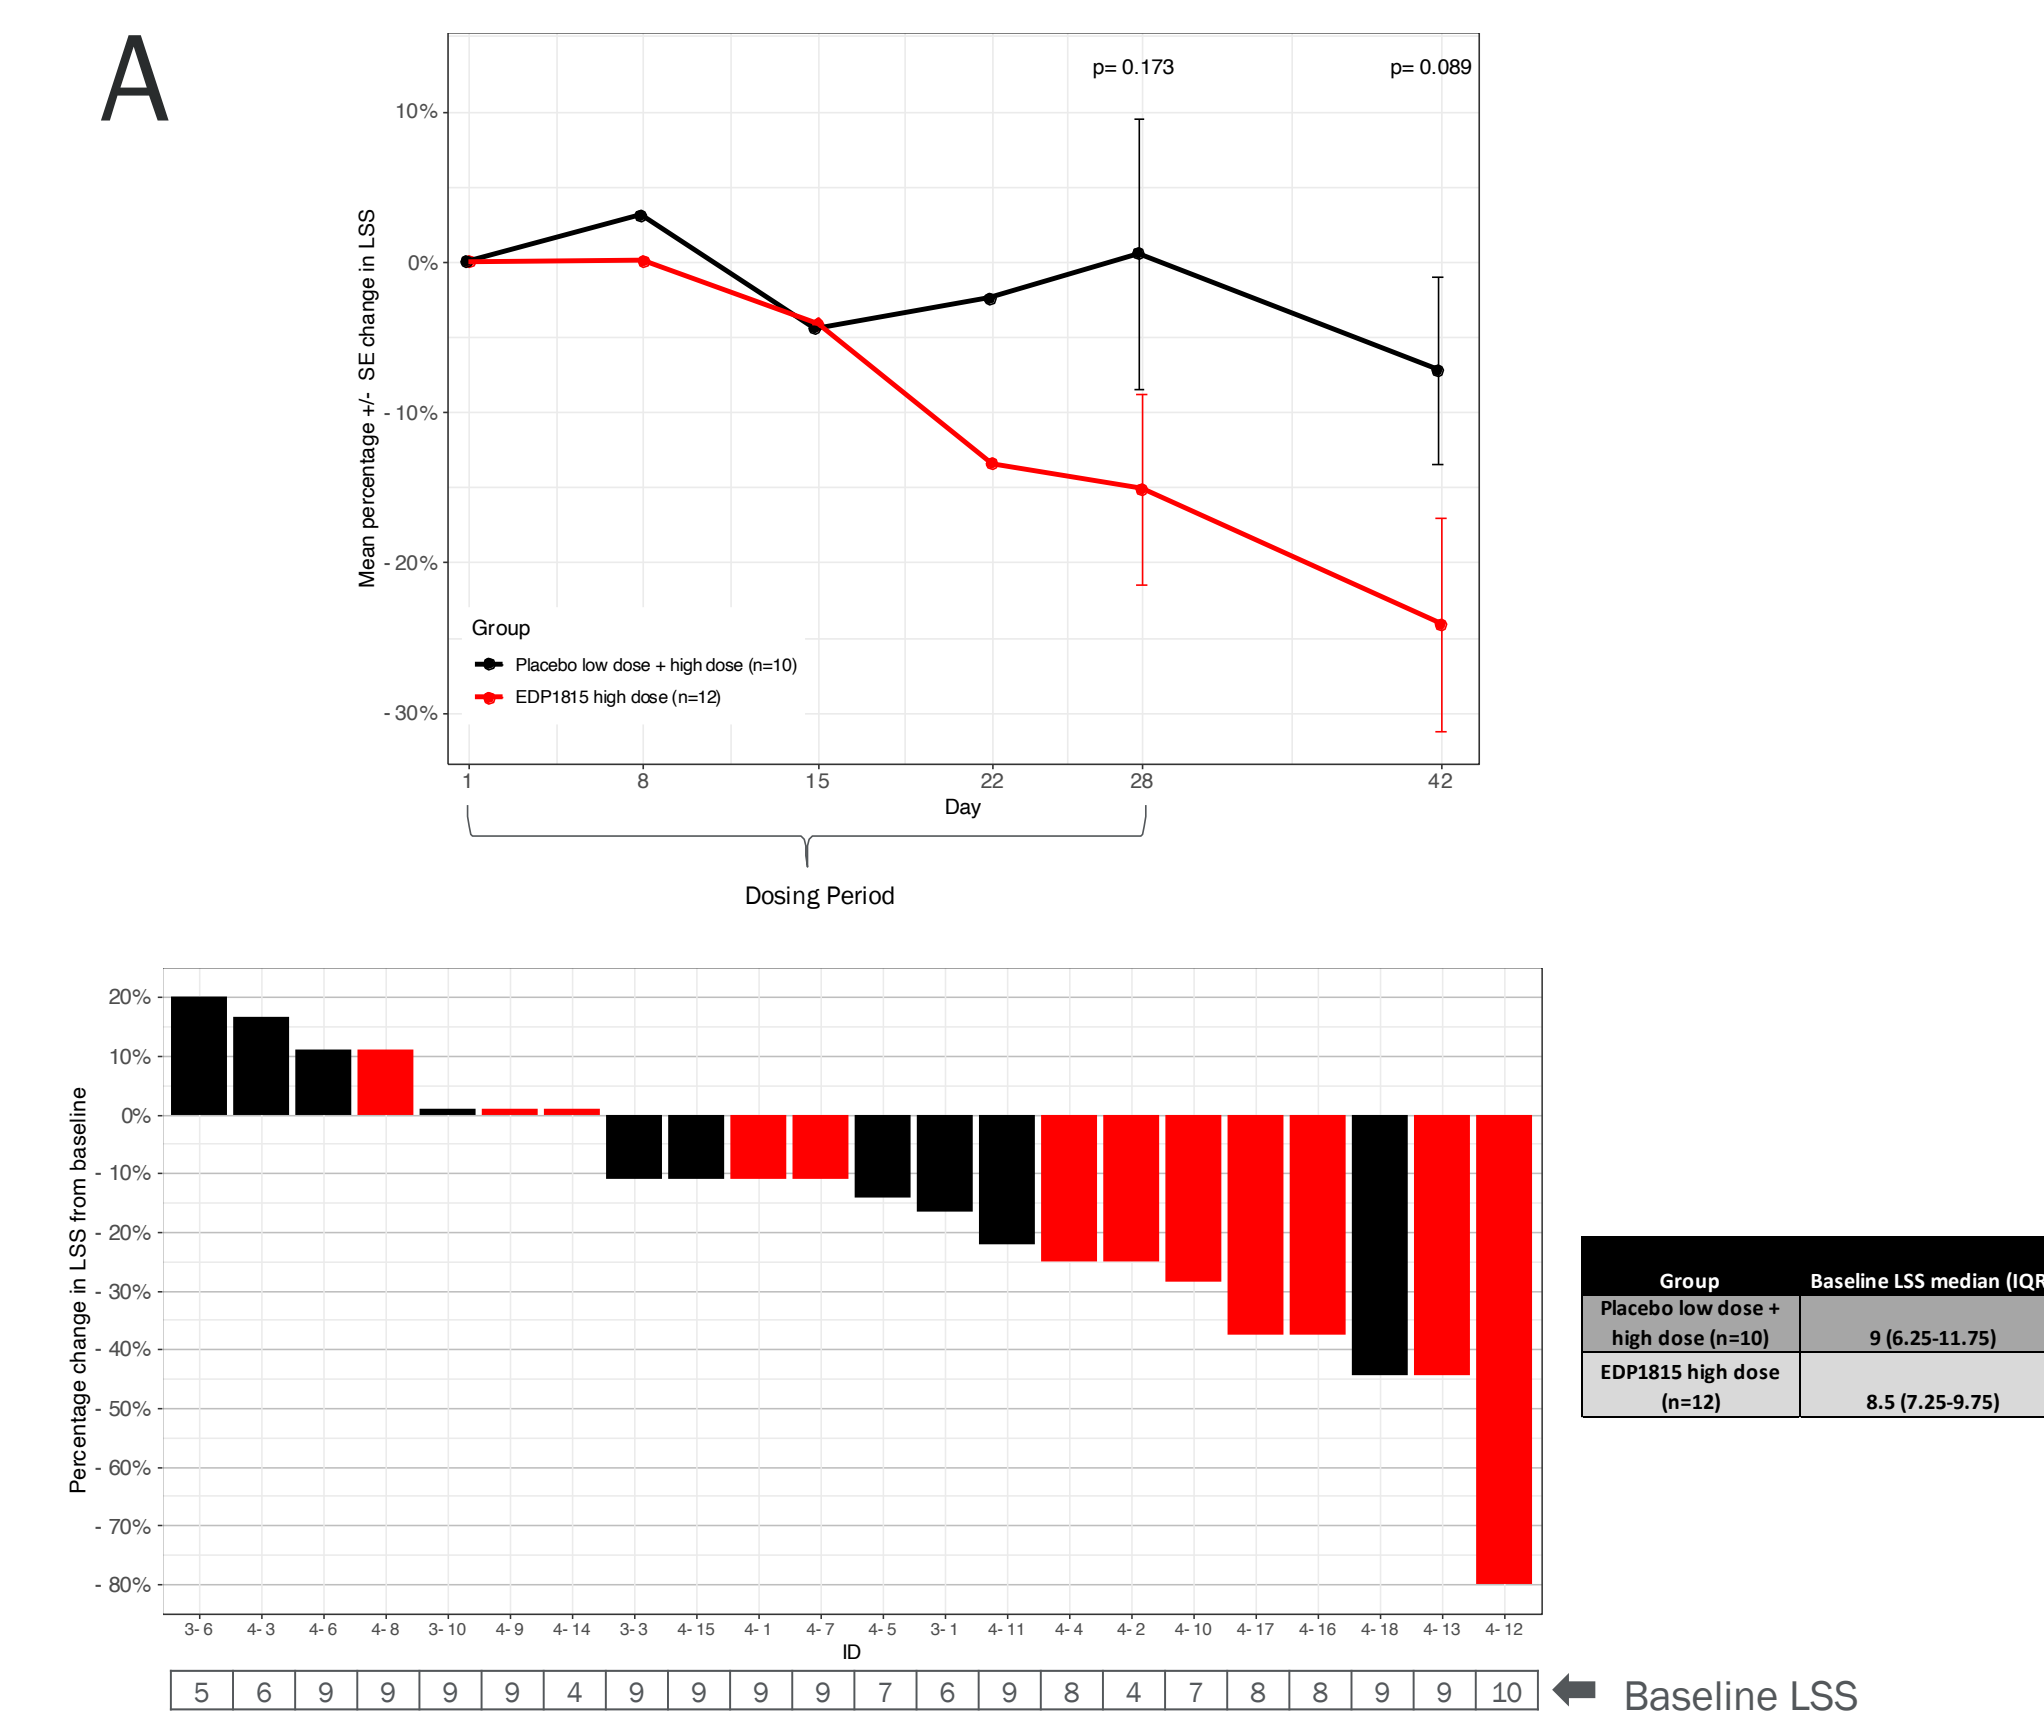 A
p= 0.173
p= 0.089
10%
0%
- 10%
- 20%
- 30%
Mean percentage +/- SE change in LSS
Group
Placebo low dose + high dose (n=10)
EDP1815 high dose (n=12)
1 8 15 22 28 42
Day
Dosing Period
20%
10%
0%
- 10%
- 20%
- 30%
- 40%
- 50%
- 60%
- 70%
- 80%
Percentage change in LSS from baseline
3- 6 4- 3 4- 6 4- 8 3- 10 4- 9 4- 14 3- 3 4- 15 4- 1 4- 7 4- 5 3- 1 4- 11 4- 4 4- 2 4- 10 4- 17 4- 16 4- 18 4- 13 4- 12
ID
5 6 9 9 9 9 4 9 9 9 9 7 6 9 8 4 7 8 8 9 9 10
Baseline LSS
Group Baseline LSS median (IQR
Placebo low dose +
high dose (n=10) 9 (6.25-11.75)
EDP1815 high dose
(n=12) 8.5 (7.25-9.75)